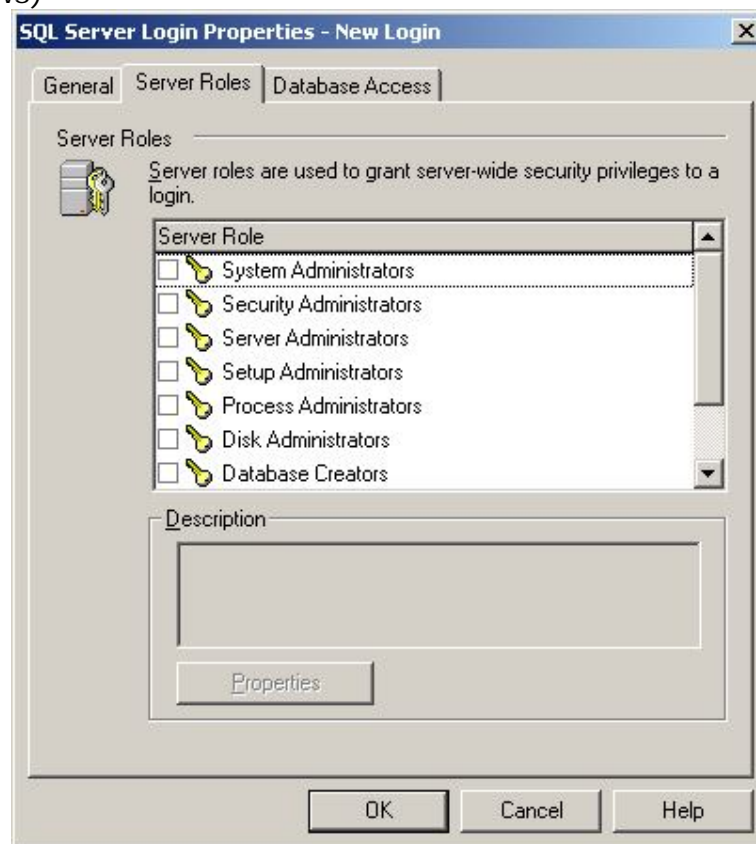 SQL Server Login Properties - New Login
General Server Roles Database Access
Server Roles
Server roles are used to grant server-wide security privileges to a
login.
Server Role
System Administrators
Security Administrators
Server Administrators
Setup Administrators
Process Administrators
Disk Administrators
Database Creators
Description
Properties
OK Cancel Help